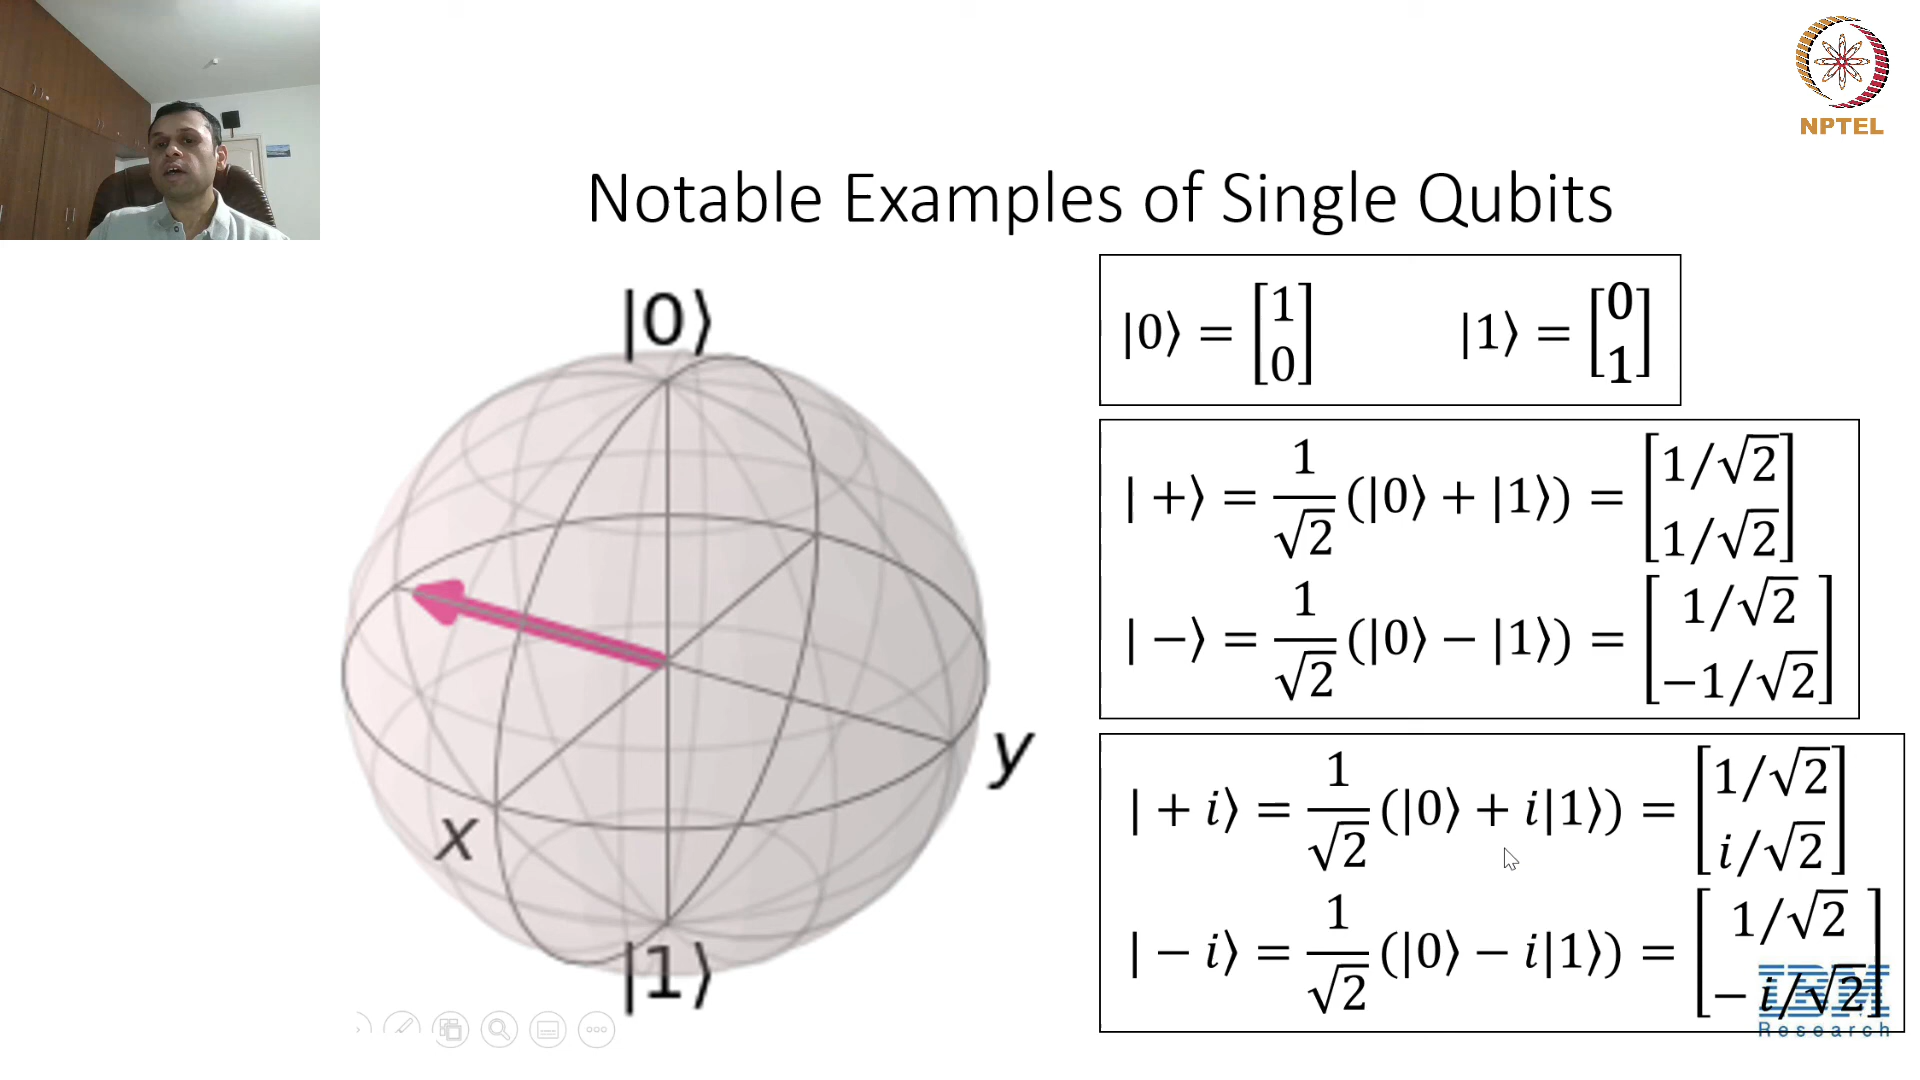 NPTEL
Notable Examples of Single Qubits
|0⟩
x
y
|1⟩
|0⟩ = [1 0] |1⟩ = [0 1]
|+⟩ = 1/√2 (|0⟩ + |1⟩) = [1/√2 1/√2]
|−⟩ = 1/√2 (|0⟩ − |1⟩) = [1/√2 −1/√2]
|+i⟩ = 1/√2 (|0⟩ + i|1⟩) = [1/√2 i/√2]
|−i⟩ = 1/√2 (|0⟩ − i|1⟩) = [1/√2 −i/√2]
IBM
Research